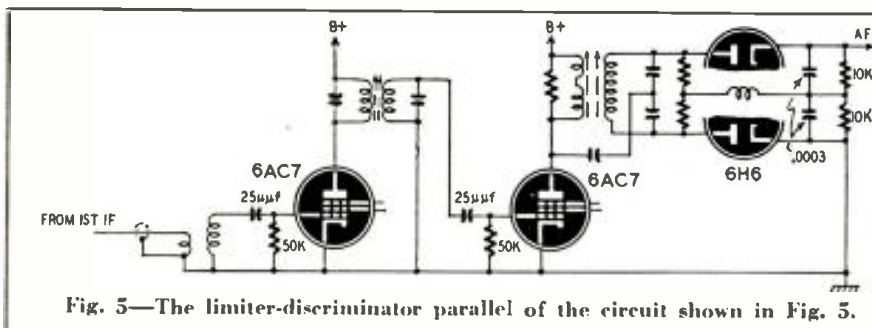 B+
B+
AF
10K
10K
.0003
6AC7
6AC7
6H6
25μμf
25μμf
FROM 1ST IF
50K
50K
Fig. 5—The limiter-discriminator parallel of the circuit shown in Fig. 5.